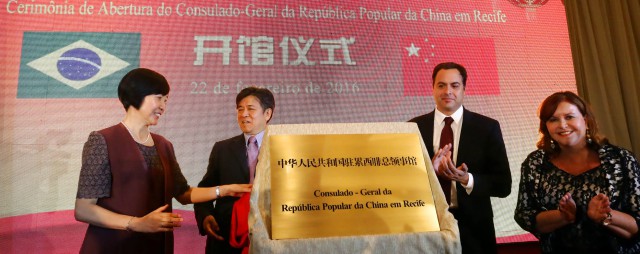 Cerimônia de Abertura do Consulado-Geral da República Popular da China em Recife
开馆仪式
22 de fevereiro de 2016
中华人民共和国驻累西腓总领事馆
Consulado - Geral da
República Popular da China em Recife